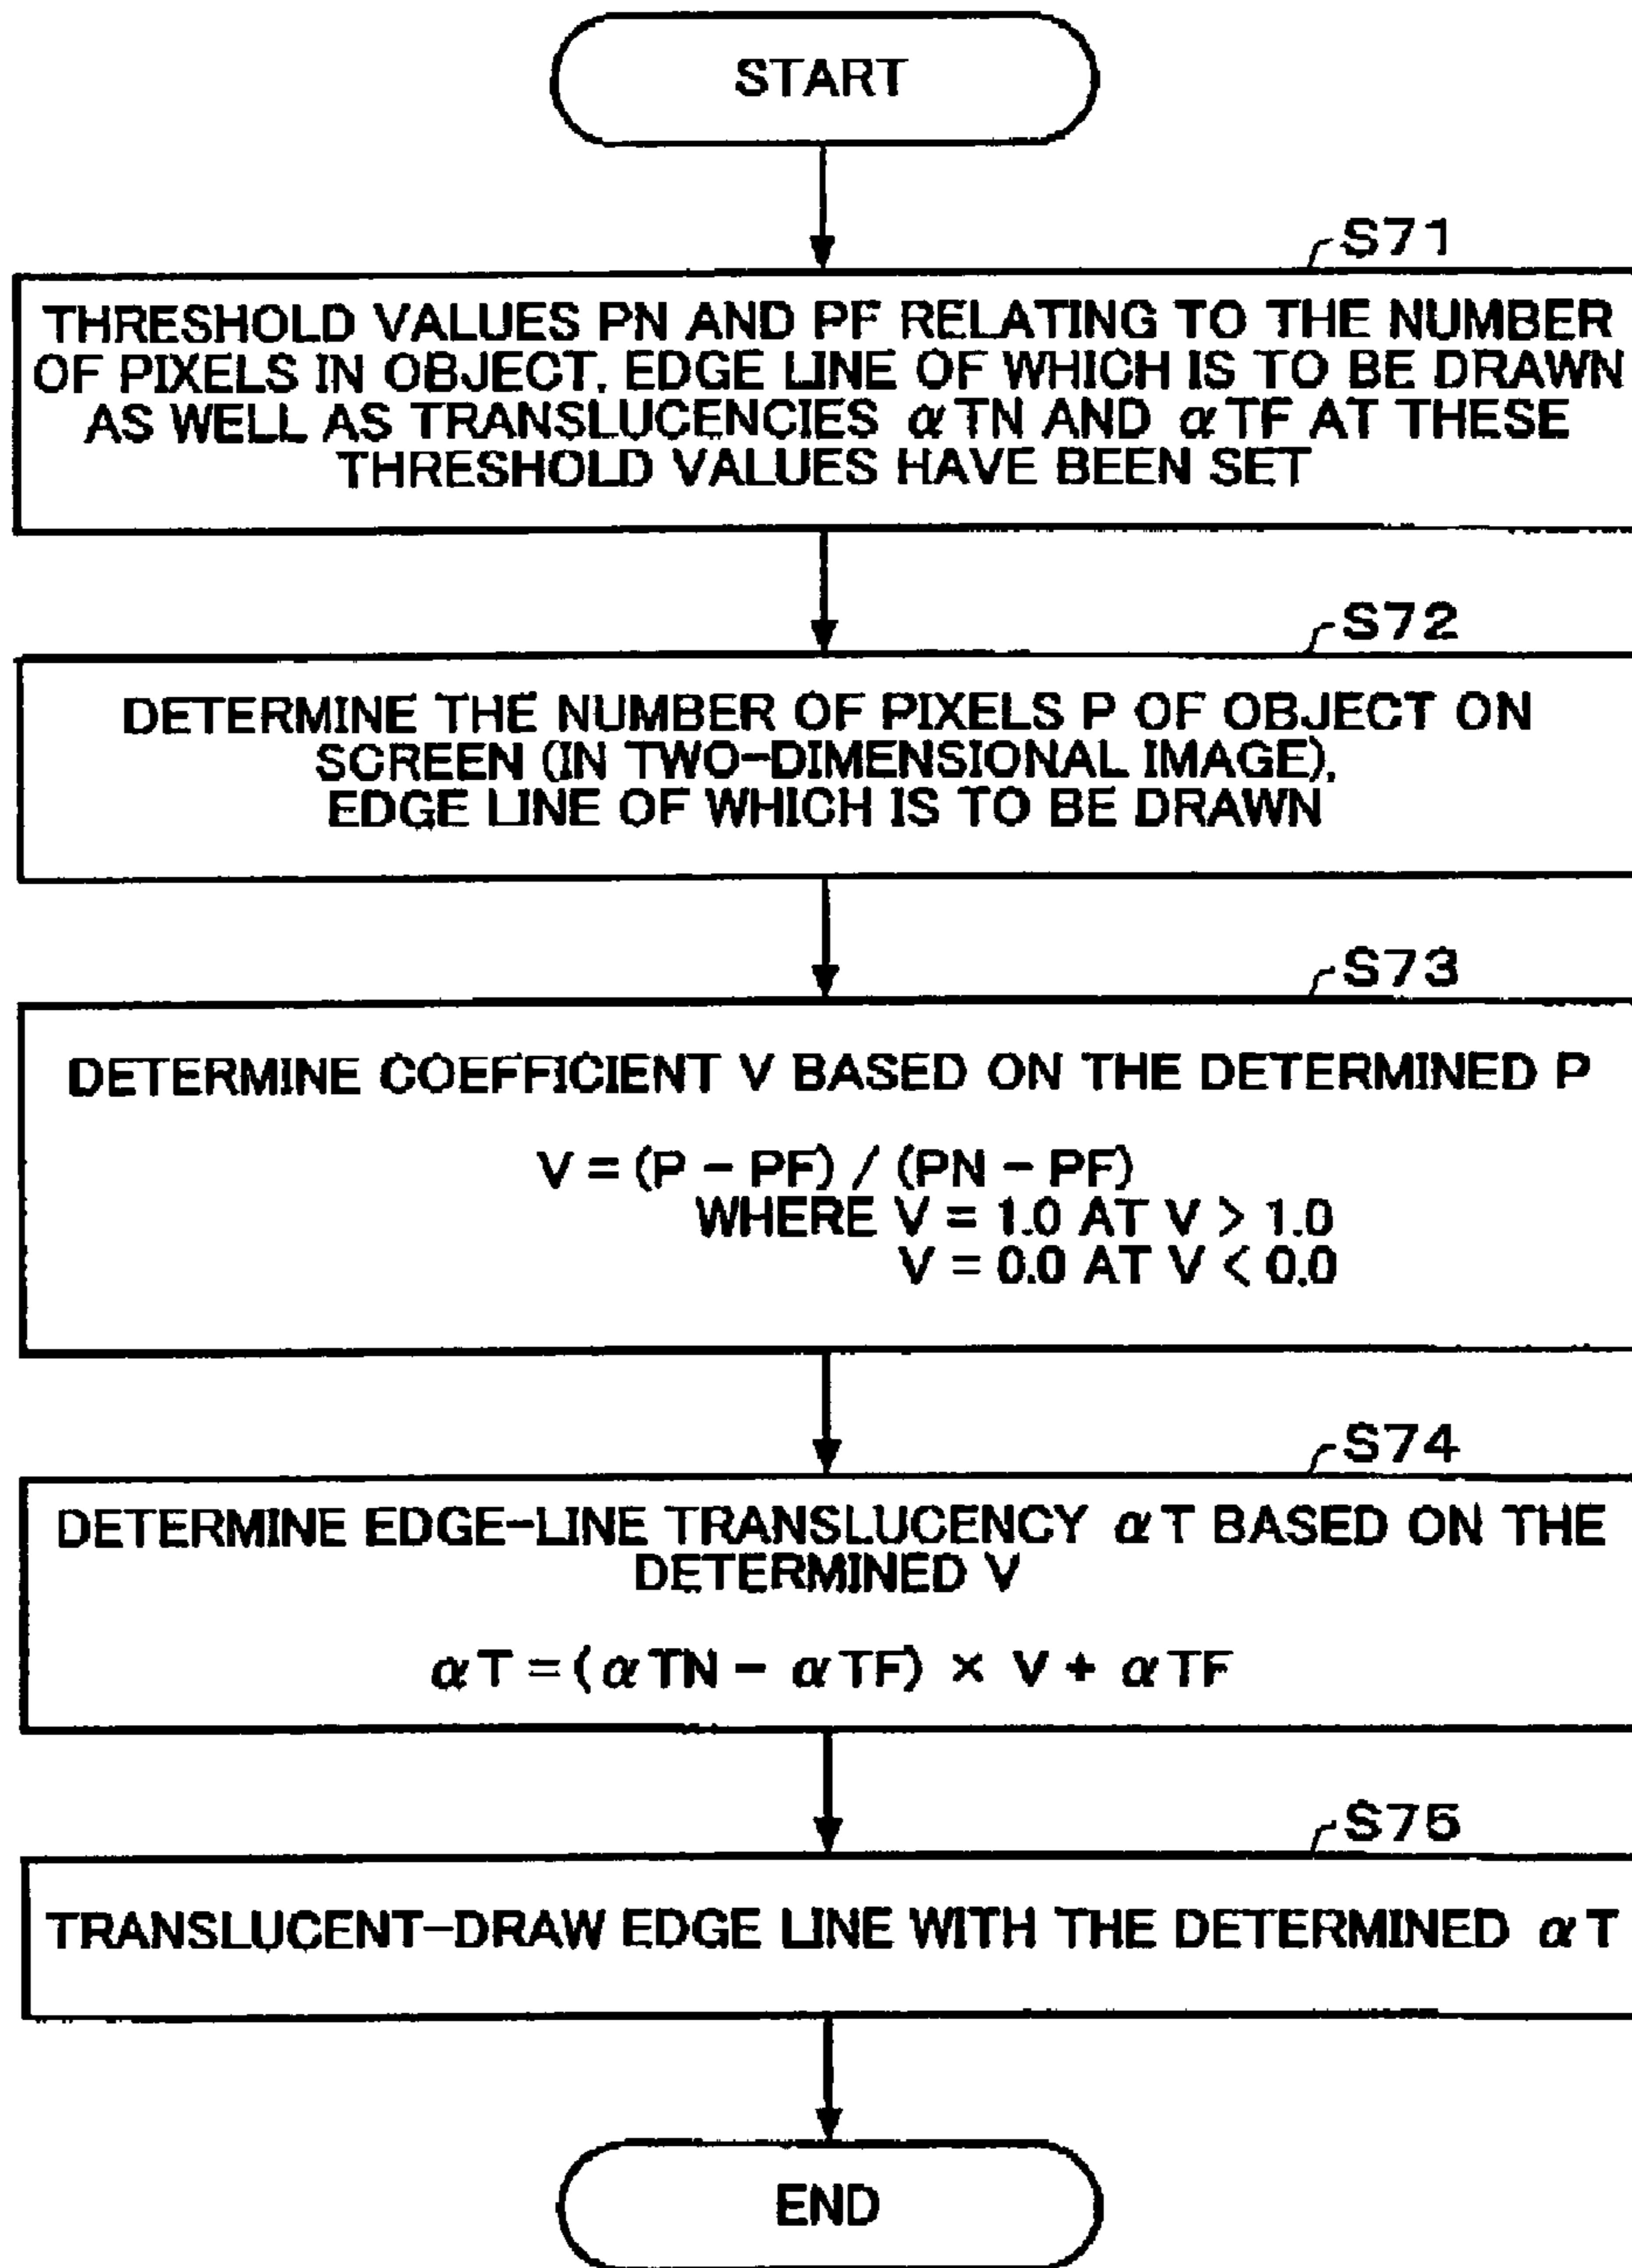 START
S71
THRESHOLD VALUES PN AND PF RELATING TO THE NUMBER
OF PIXELS IN OBJECT, EDGE LINE OF WHICH IS TO BE DRAWN
AS WELL AS TRANSLUCENCIES αTN AND αTF AT THESE
THRESHOLD VALUES HAVE BEEN SET
S72
DETERMINE THE NUMBER OF PIXELS P OF OBJECT ON
SCREEN (IN TWO-DIMENSIONAL IMAGE),
EDGE LINE OF WHICH IS TO BE DRAWN
S73
DETERMINE COEFFICIENT V BASED ON THE DETERMINED P
V = (P - PF) / (PN - PF)
WHERE V = 1.0 AT V > 1.0
V = 0.0 AT V < 0.0
S74
DETERMINE EDGE-LINE TRANSLUCENCY αT BASED ON THE
DETERMINED V
αT = (αTN - αTF) × V + αTF
S75
TRANSLUCENT-DRAW EDGE LINE WITH THE DETERMINED αT
END